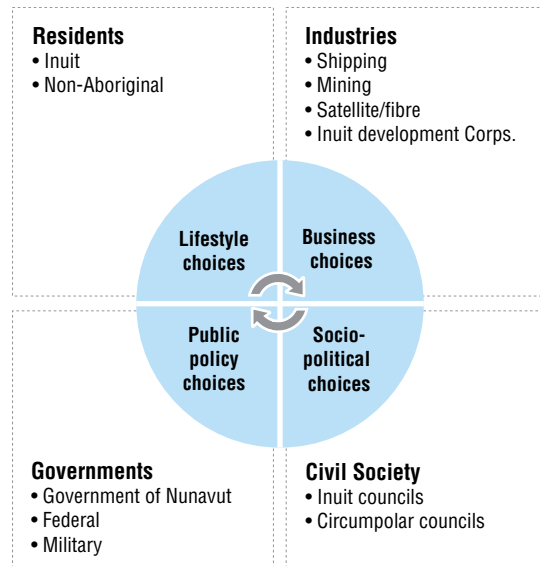 Residents
• Inuit
• Non-Aboriginal
Industries
• Shipping
• Mining
• Satellite/fibre
• Inuit development Corps.
Lifestyle
choices
Business
choices
Public
policy
choices
Socio-
political
choices
Governments
• Government of Nunavut
• Federal
• Military
Civil Society
• Inuit councils
• Circumpolar councils